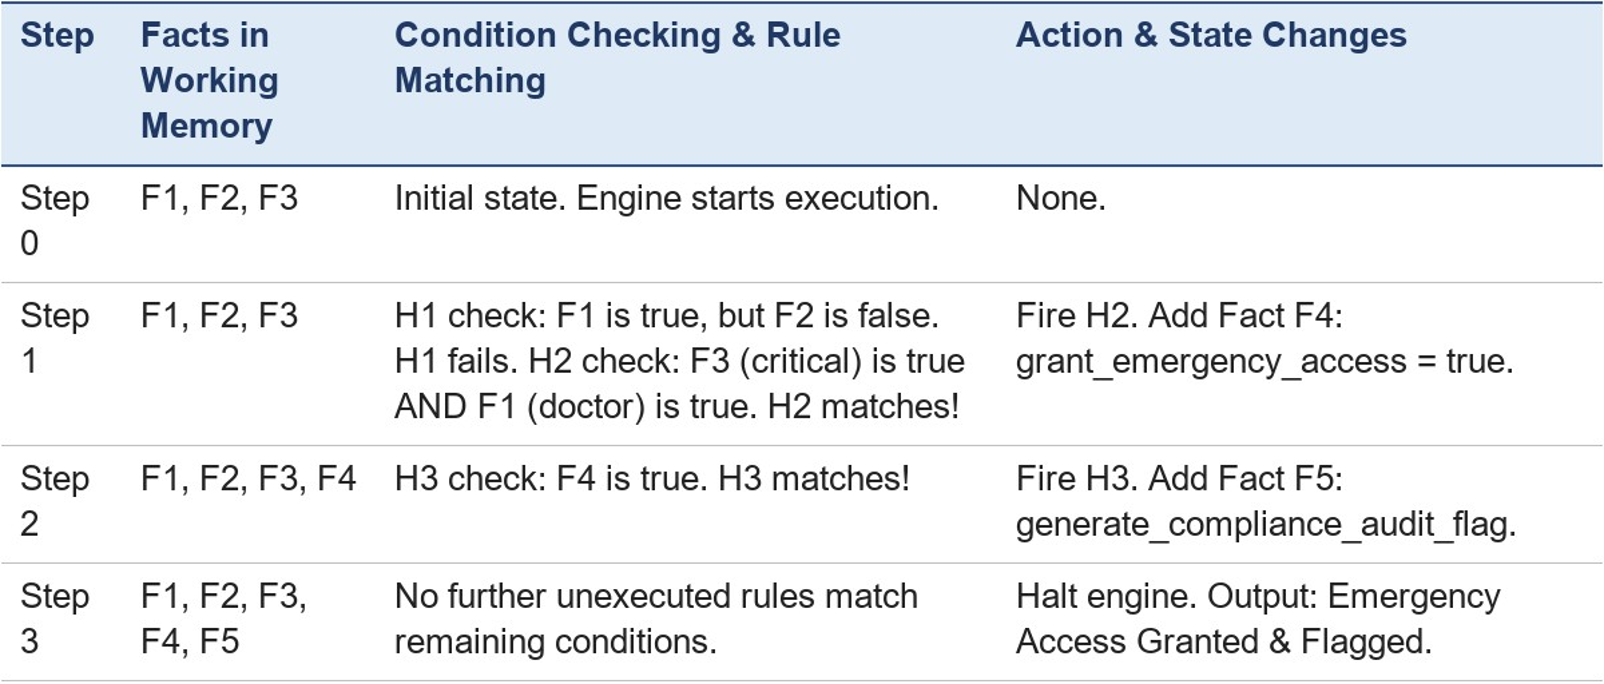 Step
Facts in
Working
Memory
Condition Checking & Rule
Matching
Action & State Changes
Step
0
F1, F2, F3
Initial state. Engine starts execution.
None.
Step
1
F1, F2, F3
H1 check: F1 is true, but F2 is false.
H1 fails. H2 check: F3 (critical) is true
AND F1 (doctor) is true. H2 matches!
Fire H2. Add Fact F4:
grant_emergency_access = true.
Step
2
F1, F2, F3, F4
H3 check: F4 is true. H3 matches!
Fire H3. Add Fact F5:
generate_compliance_audit_flag.
Step
3
F1, F2, F3,
F4, F5
No further unexecuted rules match
remaining conditions.
Halt engine. Output: Emergency
Access Granted & Flagged.